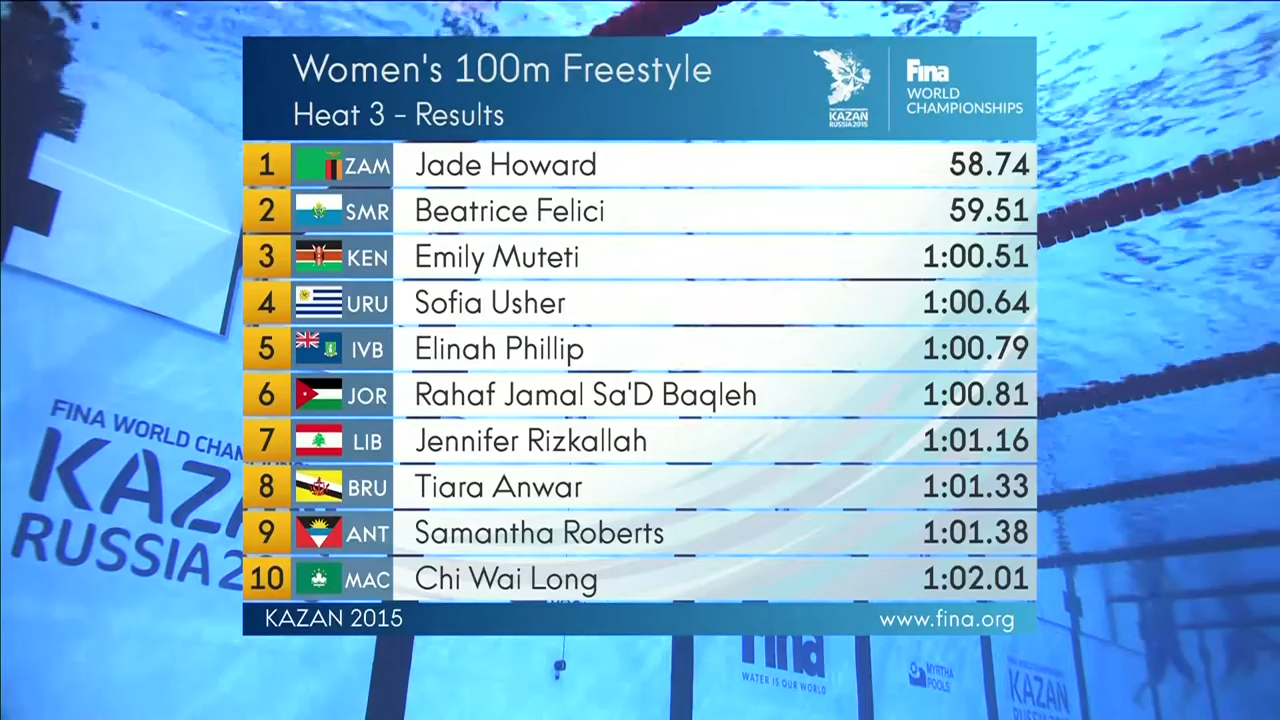 Women's 100m Freestyle
Heat 3 - Results
KAZAN
RUSSIA 2015
Fina
WORLD
CHAMPIONSHIPS
1 ZAM Jade Howard 58.74
2 SMR Beatrice Felici 59.51
3 KEN Emily Muteti 1:00.51
4 URU Sofia Usher 1:00.64
5 IVB Elinah Phillip 1:00.79
6 JOR Rahaf Jamal Sa'D Baqleh 1:00.81
7 LIB Jennifer Rizkallah 1:01.16
8 BRU Tiara Anwar 1:01.33
9 ANT Samantha Roberts 1:01.38
10 MAC Chi Wai Long 1:02.01
KAZAN 2015 www.fina.org
FINA WORLD CHAM
KAZA
RUSSIA 2
fina
WATER IS OUR WORLD
MYRTHA
POOLS
KAZAN